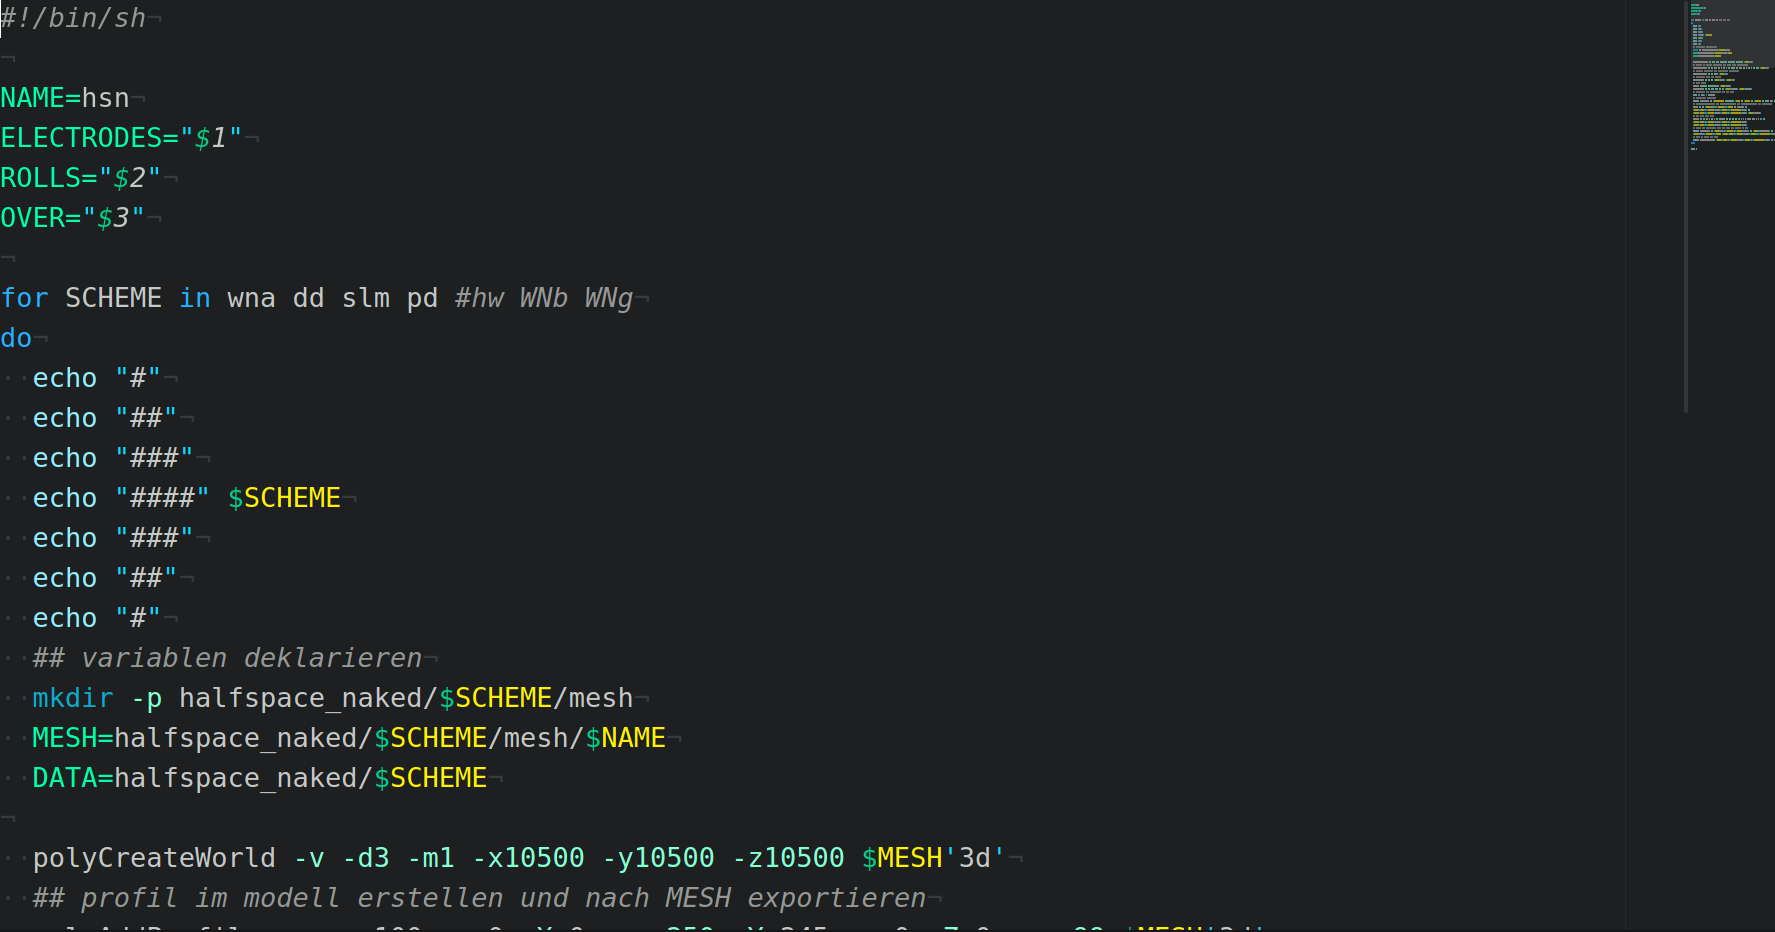 #!/bin/sh¬
¬
NAME=hsn¬
ELECTRODES="$1"¬
ROLLS="$2"¬
OVER="$3"¬
¬
for SCHEME in wna dd slm pd #hw WNb WNg¬
do¬
··echo "#"¬
··echo "##"¬
··echo "###"¬
··echo "####" $SCHEME¬
··echo "###"¬
··echo "##"¬
··echo "#"¬
··## variablen deklarieren¬
··mkdir -p halfspace_naked/$SCHEME/mesh¬
··MESH=halfspace_naked/$SCHEME/mesh/$NAME¬
··DATA=halfspace_naked/$SCHEME¬
¬
··polyCreateWorld -v -d3 -m1 -x10500 -y10500 -z10500 $MESH'3d'¬
··## profil im modell erstellen und nach MESH exportieren¬